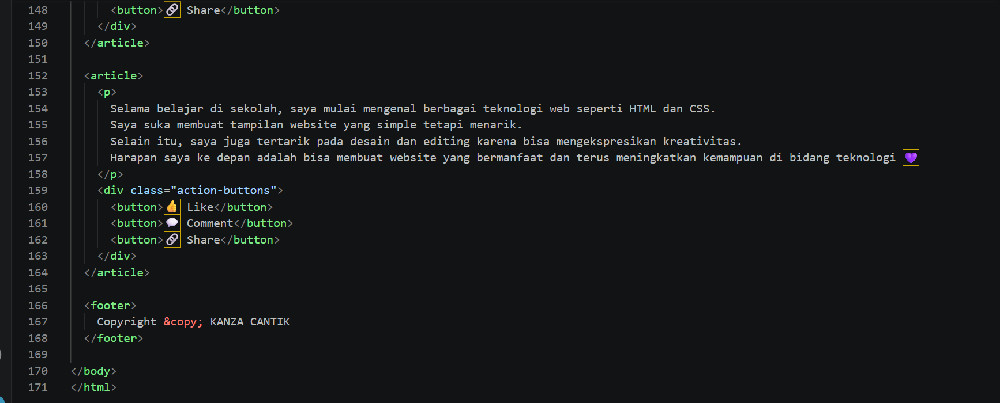 148 <button>🔗 Share</button>
149 </div>
150 </article>
151
152 <article>
153 <p>
154 Selama belajar di sekolah, saya mulai mengenal berbagai teknologi web seperti HTML dan CSS.
155 Saya suka membuat tampilan website yang simple tetapi menarik.
156 Selain itu, saya juga tertarik pada desain dan editing karena bisa mengekspresikan kreativitas.
157 Harapan saya ke depan adalah bisa membuat website yang bermanfaat dan terus meningkatkan kemampuan di bidang teknologi 💜
158 </p>
159 <div class="action-buttons">
160 <button>👍 Like</button>
161 <button>💬 Comment</button>
162 <button>🔗 Share</button>
163 </div>
164 </article>
165
166 <footer>
167 Copyright &copy; KANZA CANTIK
168 </footer>
169
170 </body>
171 </html>